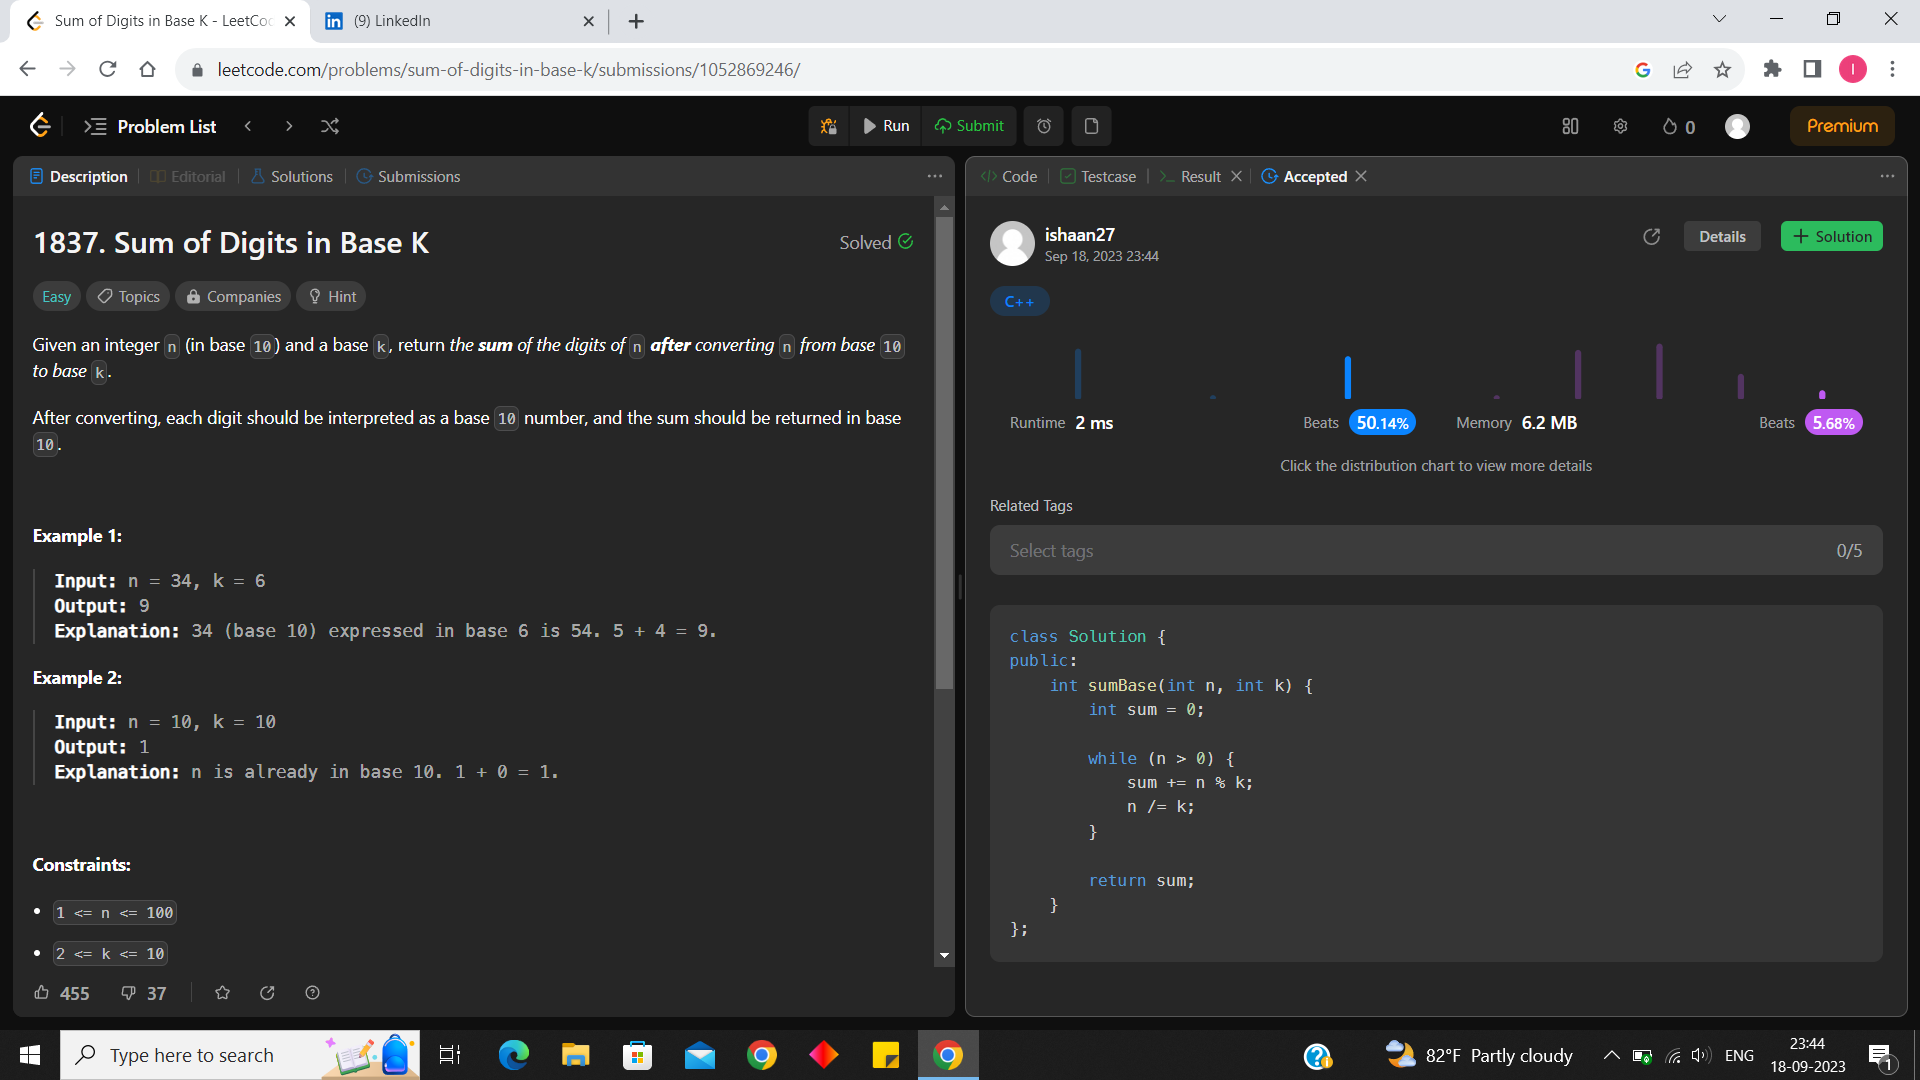 Sum of Digits in Base K - LeetCo
(9) LinkedIn
leetcode.com/problems/sum-of-digits-in-base-k/submissions/1052869246/
I
Problem List
Run
Submit
0
Premium
Description
Editorial
Solutions
Submissions
1837. Sum of Digits in Base K
Solved
Easy
Topics
Companies
Hint
Given an integer n (in base 10) and a base k, return the sum of the digits of n after converting n from base 10
to base k.
After converting, each digit should be interpreted as a base 10 number, and the sum should be returned in base
10.
Example 1:
Input: n = 34, k = 6
Output: 9
Explanation: 34 (base 10) expressed in base 6 is 54. 5 + 4 = 9.
Example 2:
Input: n = 10, k = 10
Output: 1
Explanation: n is already in base 10. 1 + 0 = 1.
Constraints:
• 1 <= n <= 100
• 2 <= k <= 10
455
37
Code
Testcase
Result
Accepted
ishaan27
Sep 18, 2023 23:44
Details
+ Solution
C++
Runtime 2 ms
Beats 50.14%
Memory 6.2 MB
Beats 5.68%
Click the distribution chart to view more details
Related Tags
Select tags
0/5
class Solution {
public:
    int sumBase(int n, int k) {
        int sum = 0;
        while (n > 0) {
            sum += n % k;
            n /= k;
        }
        return sum;
    }
};
Type here to search
82°F Partly cloudy
ENG
23:44
18-09-2023
1